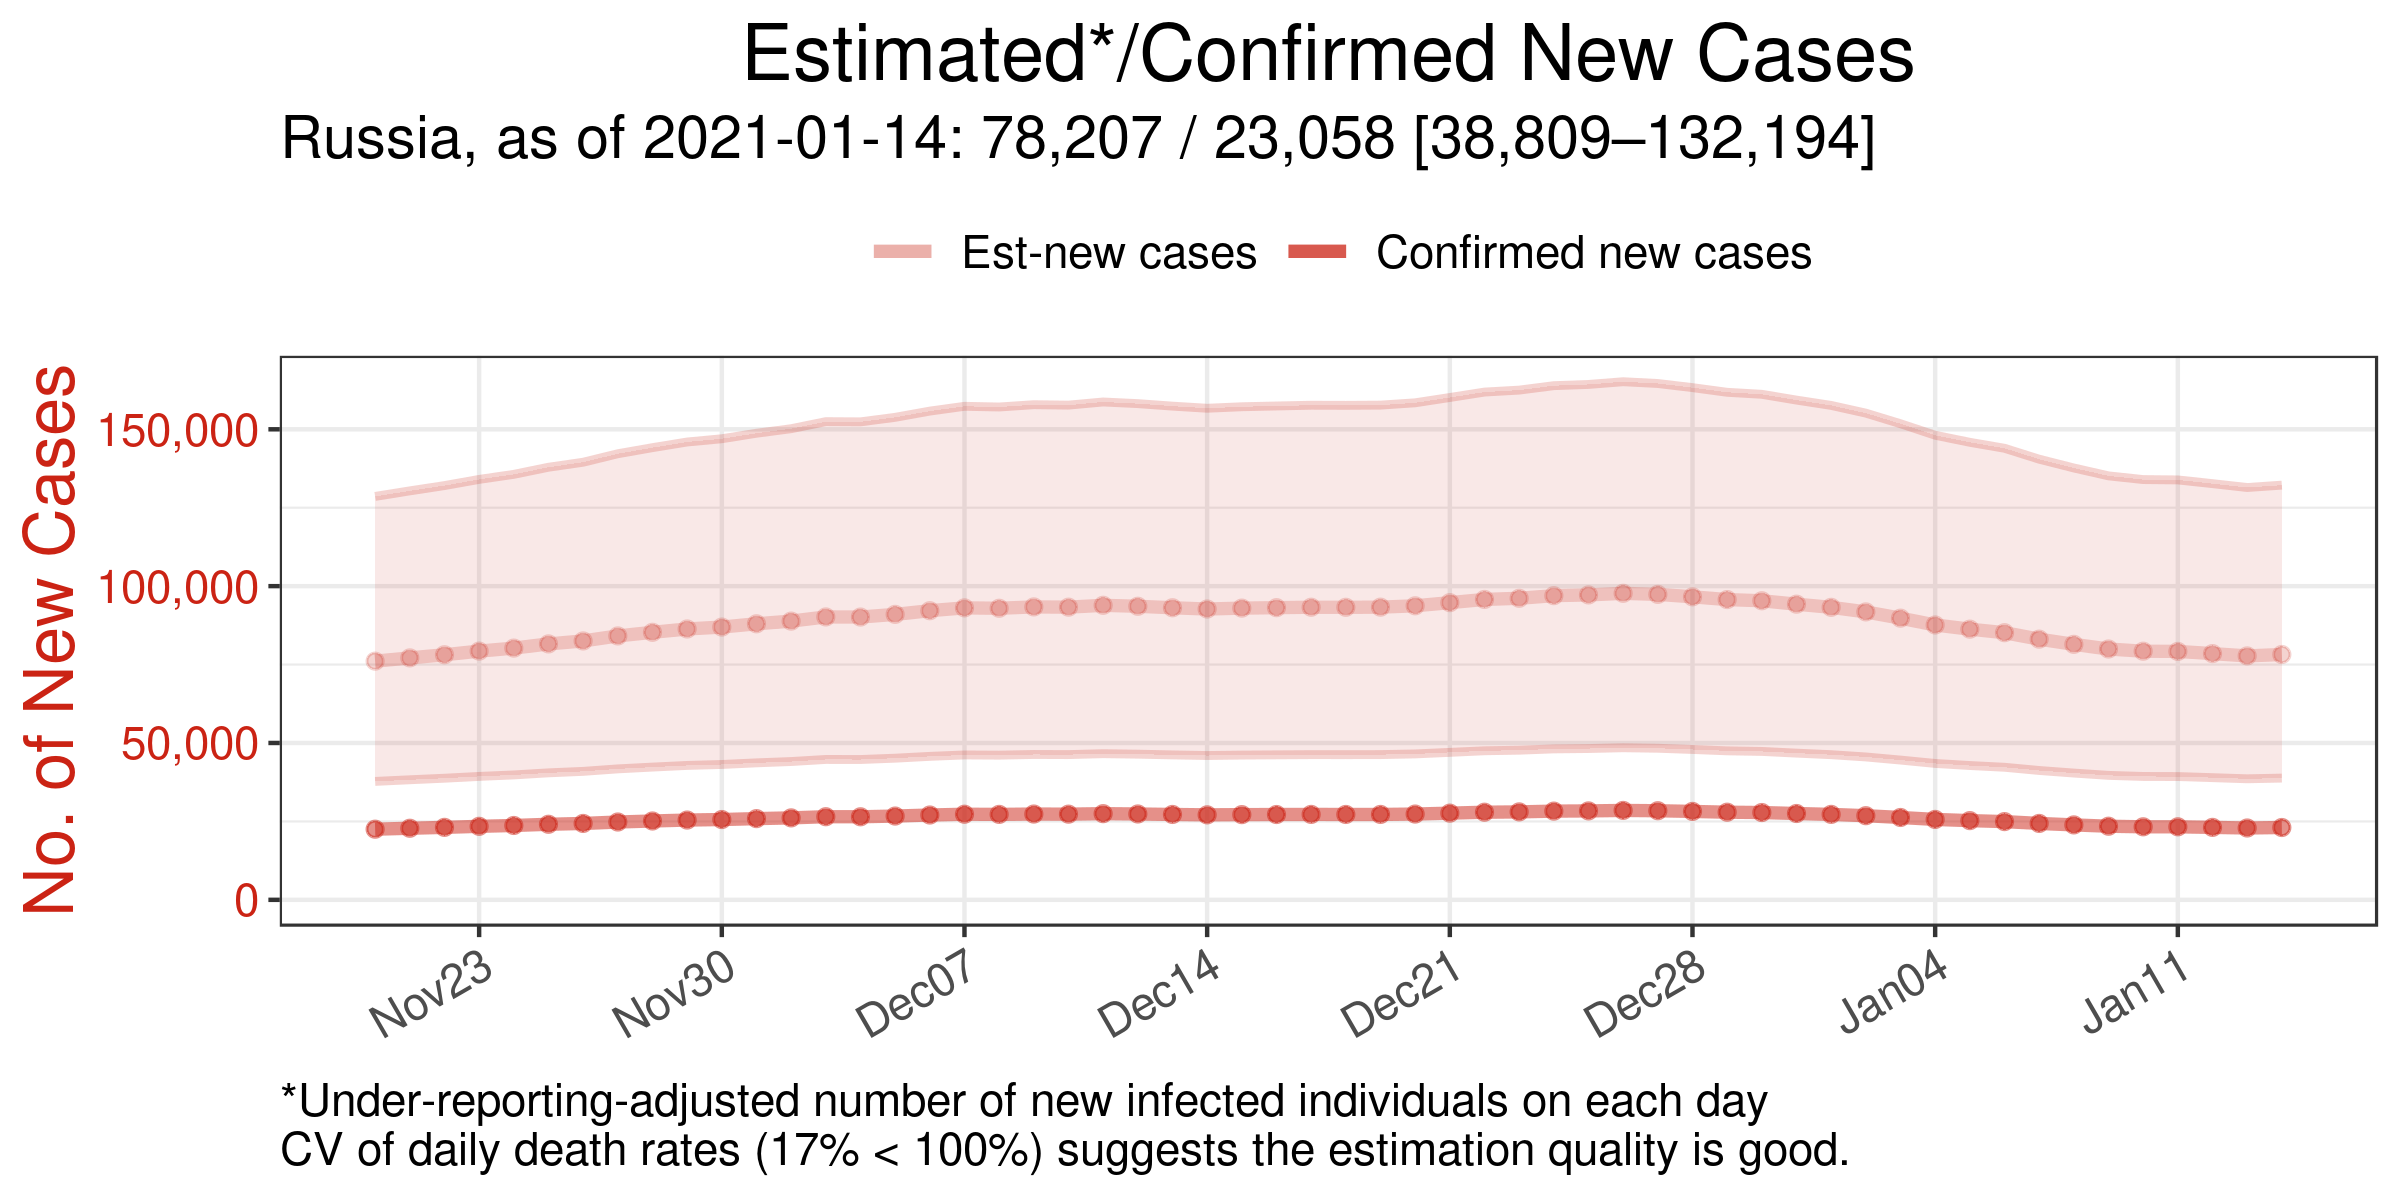 Estimated*/Confirmed New Cases
Russia, as of 2021-01-14: 78,207 / 23,058 [38,809–132,194]
Est-new cases
Confirmed new cases
No. of New Cases
150,000
100,000
50,000
0
Nov23
Nov30
Dec07
Dec14
Dec21
Dec28
Jan04
Jan11
*Under-reporting-adjusted number of new infected individuals on each day
CV of daily death rates (17% < 100%) suggests the estimation quality is good.